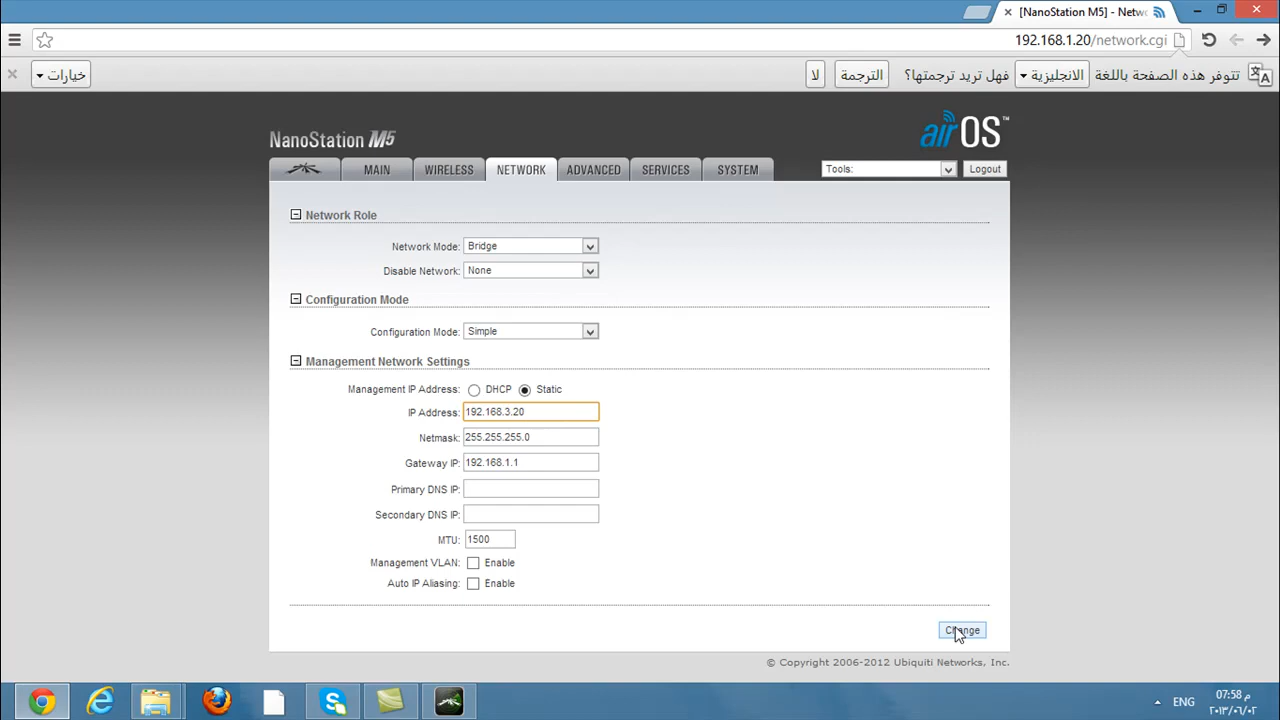 [NanoStation M5] - Netwo
192.168.1.20/network.cgi
تتوفر هذه الصفحة باللغة الانجليزية فهل تريد ترجمتها؟ الترجمة لا خيارات
NanoStation M5
airOS™
MAIN WIRELESS NETWORK ADVANCED SERVICES SYSTEM Tools: Logout
Network Role
Network Mode: Bridge
Disable Network: None
Configuration Mode
Configuration Mode: Simple
Management Network Settings
Management IP Address: DHCP Static
IP Address: 192.168.3.20
Netmask: 255.255.255.0
Gateway IP: 192.168.1.1
Primary DNS IP:
Secondary DNS IP:
MTU: 1500
Management VLAN: Enable
Auto IP Aliasing: Enable
Change
© Copyright 2006-2012 Ubiquiti Networks, Inc.
ENG
07:58 م
٢٠١٣/٠٦/٠٢